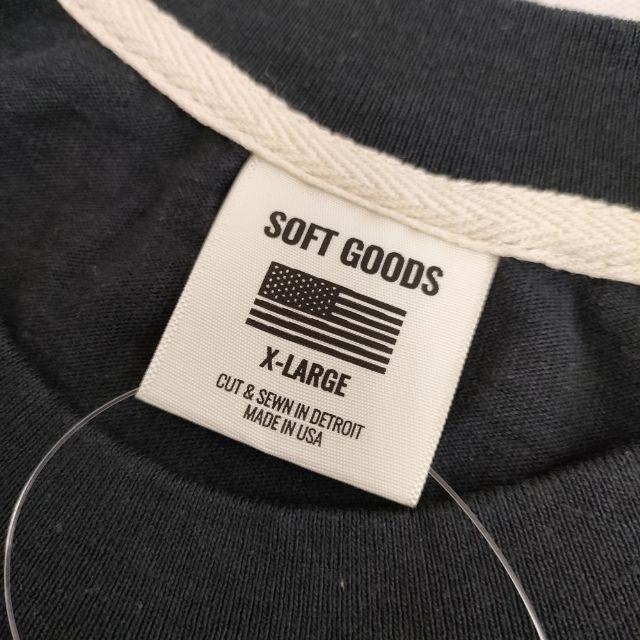 SOFT GOODS
X-LARGE
CUT & SEWN IN DETROIT
MADE IN USA